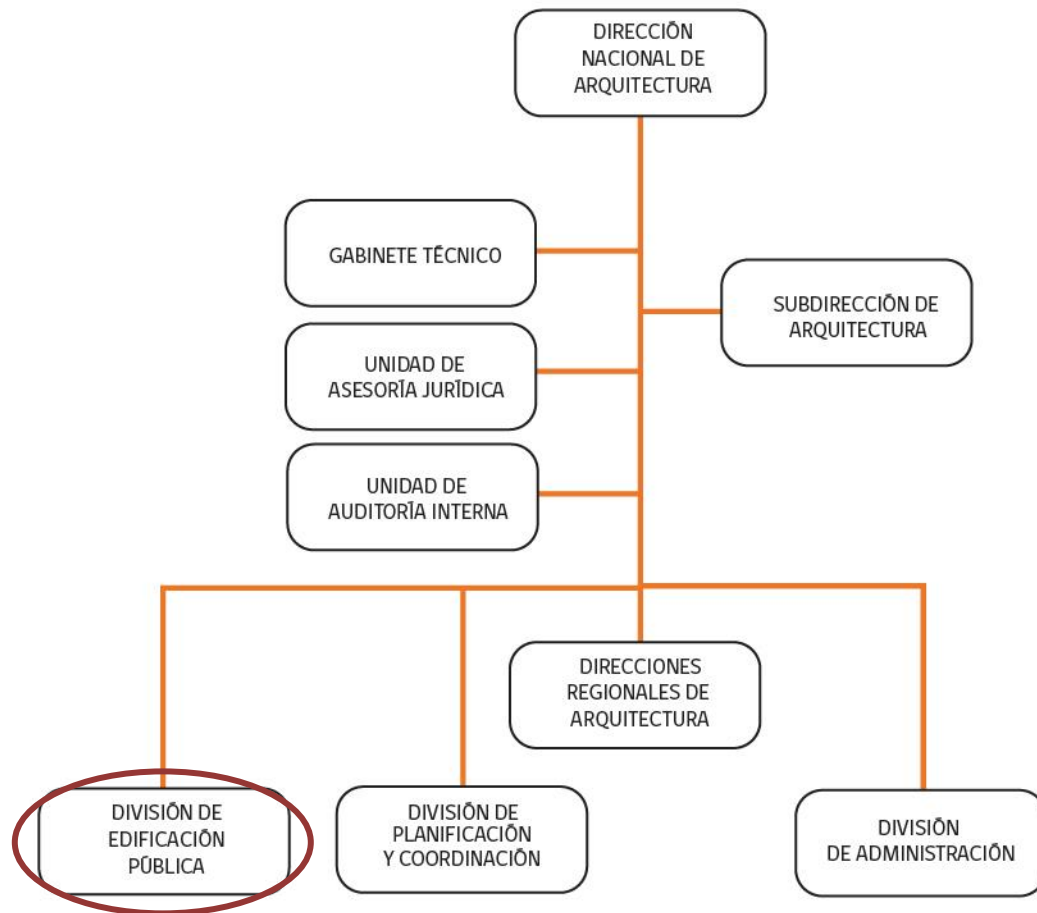 DIRECCIÓN
NACIONAL DE
ARQUITECTURA
GABINETE TÉCNICO
SUBDIRECCIÓN DE
ARQUITECTURA
UNIDAD DE
ASESORÍA JURÍDICA
UNIDAD DE
AUDITORÍA INTERNA
DIRECCIONES
REGIONALES DE
ARQUITECTURA
DIVISIÓN DE
EDIFICACIÓN
PÚBLICA
DIVISIÓN DE
PLANIFICACIÓN
Y COORDINACIÓN
DIVISIÓN
DE ADMINISTRACIÓN